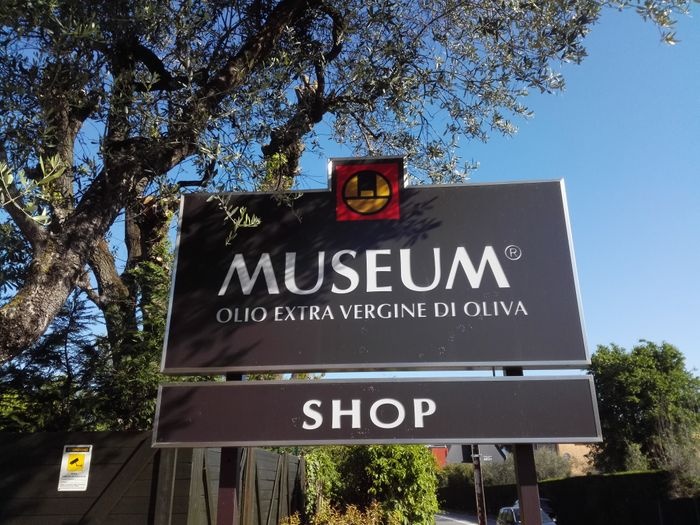 MUSEUM®
OLIO EXTRA VERGINE DI OLIVA
SHOP